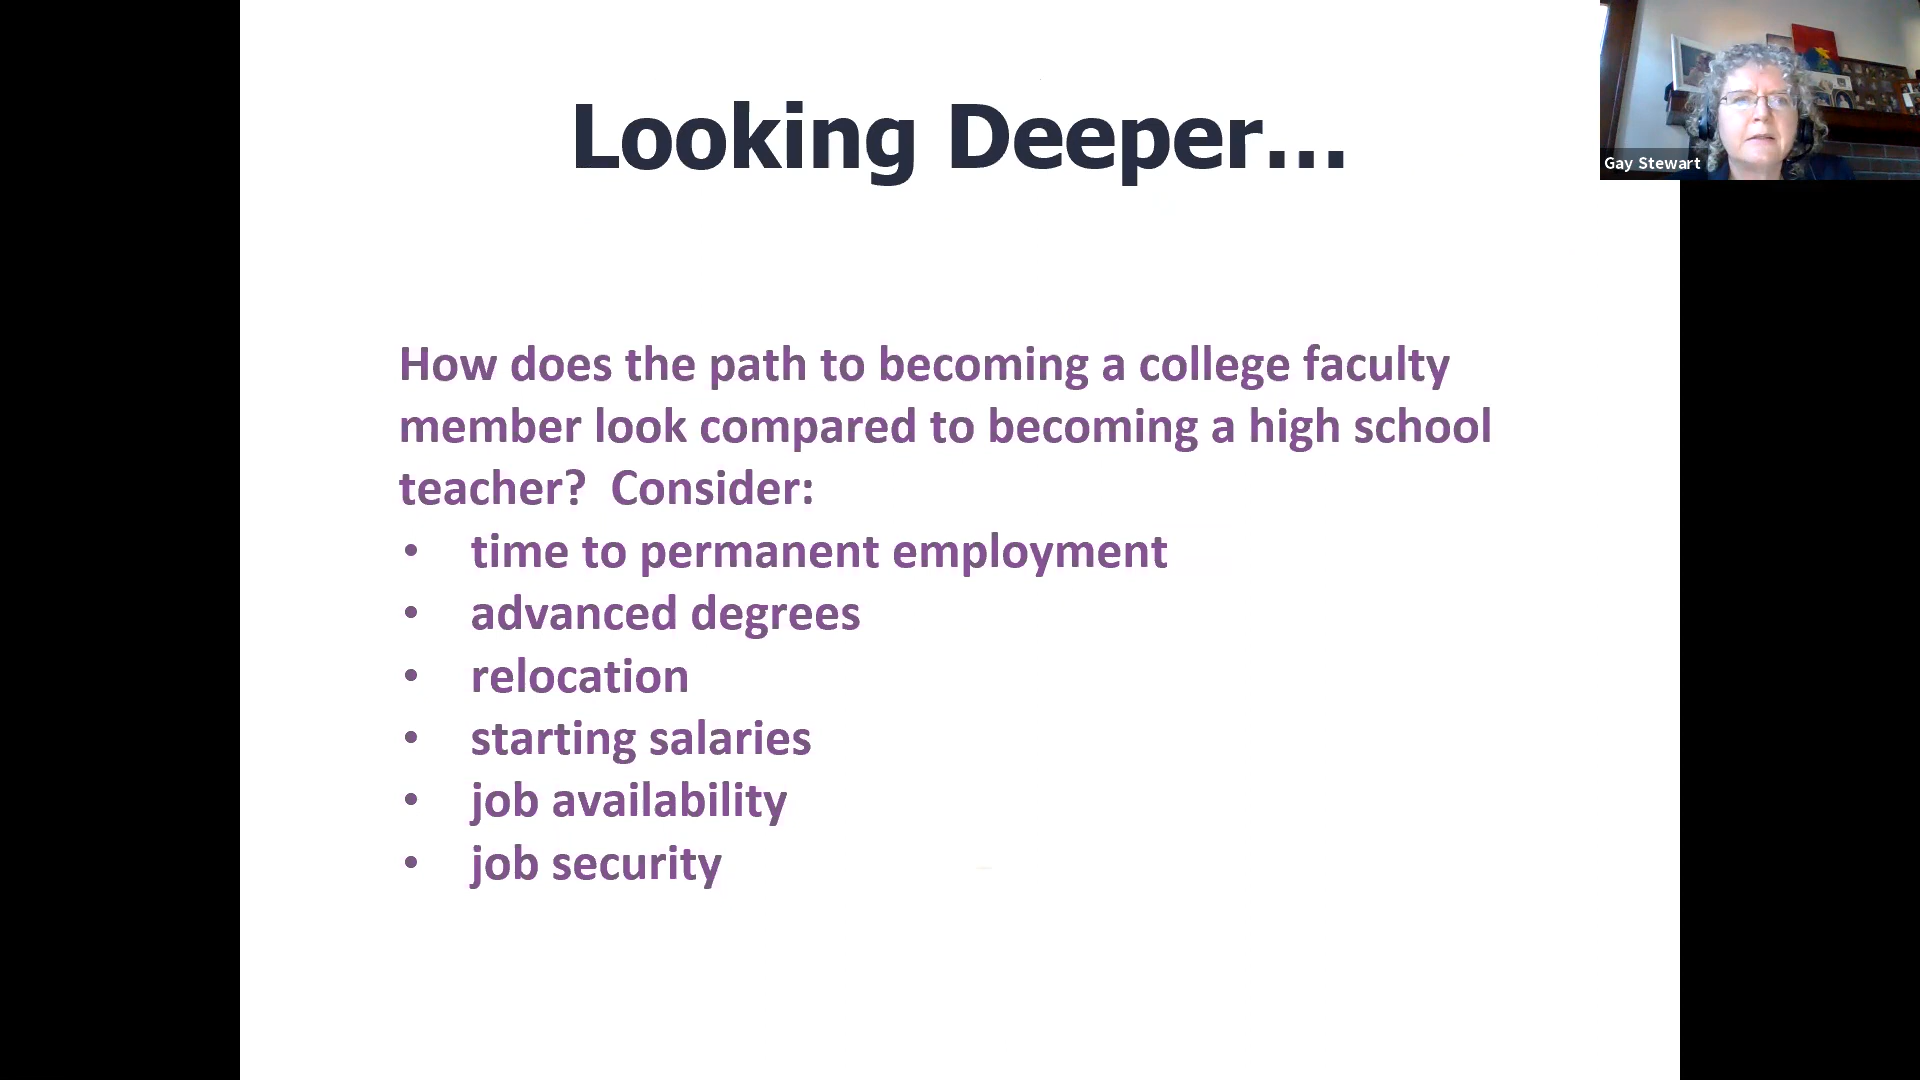 Looking Deeper...
Gay Stewart
How does the path to becoming a college faculty
member look compared to becoming a high school
teacher?  Consider:
• time to permanent employment
• advanced degrees
• relocation
• starting salaries
• job availability
• job security